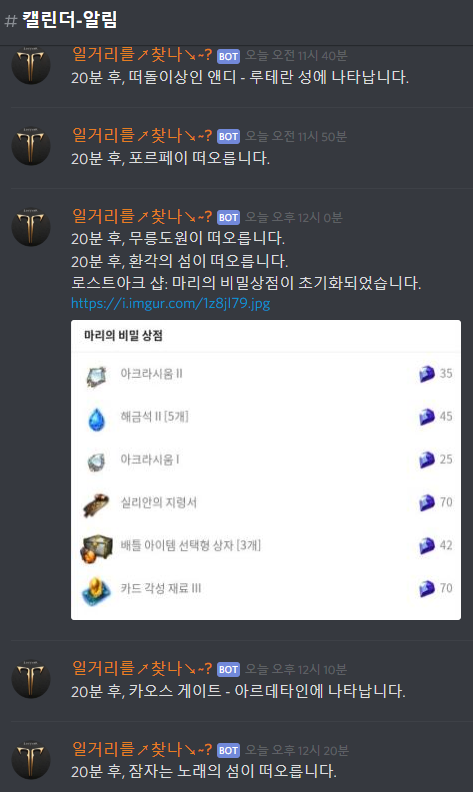 # 캘린더-알림
일거리를↗찾나↘~? BOT 오늘 오전 11시 40분
20분 후, 떠돌이상인 앤디 - 루테란 성에 나타납니다.
일거리를↗찾나↘~? BOT 오늘 오전 11시 50분
20분 후, 포르페이 떠오릅니다.
일거리를↗찾나↘~? BOT 오늘 오후 12시 0분
20분 후, 무릉도원이 떠오릅니다.
20분 후, 환각의 섬이 떠오릅니다.
로스트아크 샵: 마리의 비밀상점이 초기화되었습니다.
https://i.imgur.com/1z8jl79.jpg
마리의 비밀 상점
아크라시움 II 35
해금석 II [5개] 45
아크라시움 I 25
실리안의 지령서 70
배틀 아이템 선택형 상자 [3개] 42
카드 각성 재료 III 70
일거리를↗찾나↘~? BOT 오늘 오후 12시 10분
20분 후, 카오스 게이트 - 아르데타인에 나타납니다.
일거리를↗찾나↘~? BOT 오늘 오후 12시 20분
20분 후, 잠자는 노래의 섬이 떠오릅니다.